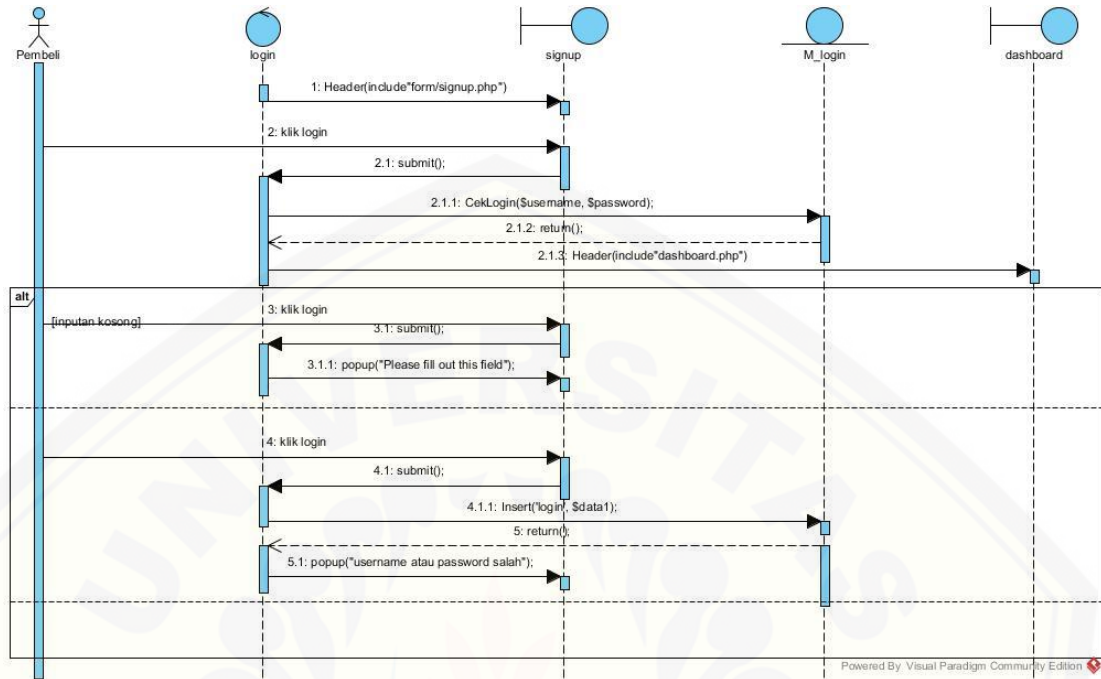 Pembeli
login
signup
M_login
dashboard
1: Header(include"form/signup.php")
2: klik login
2.1: submit();
2.1.1: CekLogin($username, $password);
2.1.2: return();
2.1.3: Header(include"dashboard.php")
alt
[inputan kosong]
3: klik login
3.1: submit();
3.1.1: popup("Please fill out this field");
4: klik login
4.1: submit();
4.1.1: Insert('login', $data1);
5: return();
5.1: popup("username atau password salah");
UNIVERSITAS
Powered By Visual Paradigm Community Edition